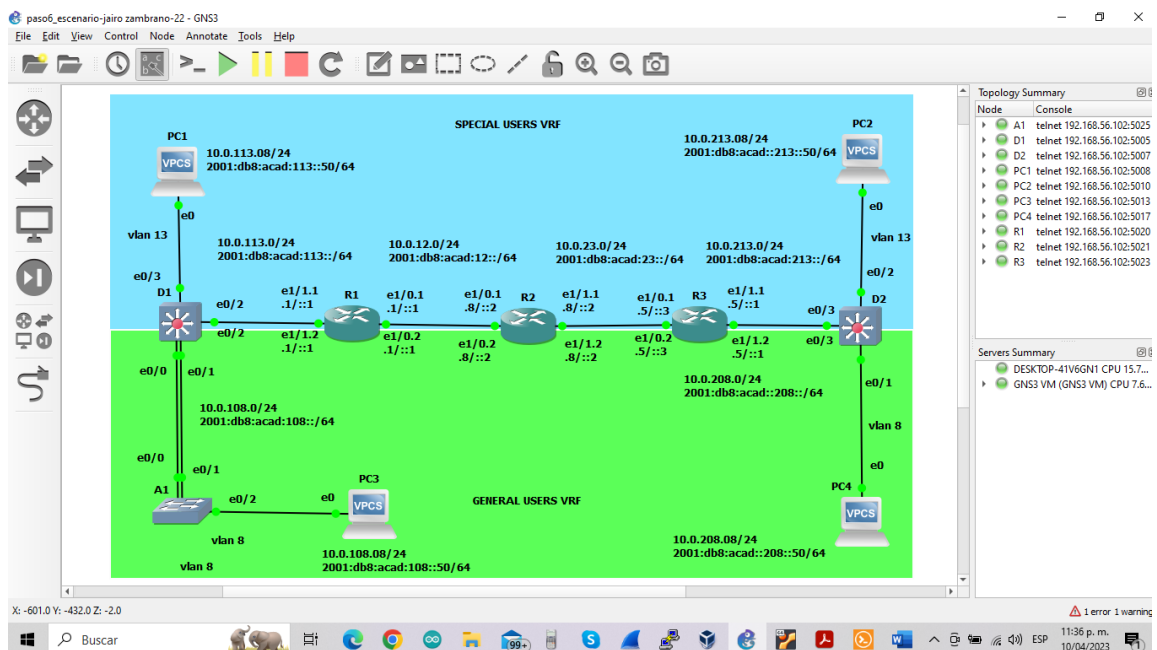 paso6_escenario-jairo zambrano-22 - GNS3
File Edit View Control Node Annotate Tools Help
SPECIAL USERS VRF
PC1
VPCS
10.0.113.08/24
2001:db8:acad:113::50/64
e0
vlan 13
PC2
VPCS
10.0.213.08/24
2001:db8:acad::213::50/64
e0
vlan 13
10.0.113.0/24
2001:db8:acad:113::/64
10.0.12.0/24
2001:db8:acad:12::/64
10.0.23.0/24
2001:db8:acad:23::/64
10.0.213.0/24
2001:db8:acad:213::/64
e0/3
D1
e0/2
e0/2
e1/1.1
.1/::1
R1
e1/0.1
.1/::1
e1/1.2
.1/::1
e1/0.2
.1/::1
e1/0.1
.8/::2
R2
e1/1.1
.8/::2
e1/0.2
.8/::2
e1/1.2
.8/::2
e1/0.1
.5/::3
R3
e1/1.1
.5/::1
e1/0.2
.5/::3
e1/1.2
.5/::1
e0/2
D2
e0/3
e0/3
e0/0
e0/1
10.0.108.0/24
2001:db8:acad:108::/64
10.0.208.0/24
2001:db8:acad::208::/64
e0/1
vlan 8
e0/0
e0/1
A1
e0/2
vlan 8
vlan 8
PC3
e0
VPCS
10.0.108.08/24
2001:db8:acad:108::50/64
GENERAL USERS VRF
e0
PC4
VPCS
10.0.208.08/24
2001:db8:acad::208::50/64
Topology Summary
Node Console
A1 telnet 192.168.56.102:5025
D1 telnet 192.168.56.102:5005
D2 telnet 192.168.56.102:5007
PC1 telnet 192.168.56.102:5008
PC2 telnet 192.168.56.102:5010
PC3 telnet 192.168.56.102:5013
PC4 telnet 192.168.56.102:5017
R1 telnet 192.168.56.102:5020
R2 telnet 192.168.56.102:5021
R3 telnet 192.168.56.102:5023
Servers Summary
DESKTOP-41V6GN1 CPU 15.7...
GNS3 VM (GNS3 VM) CPU 7.6...
X: -601.0 Y: -432.0 Z: -2.0
1 error 1 warning
Buscar
99+
ESP
11:36 p. m.
10/04/2023